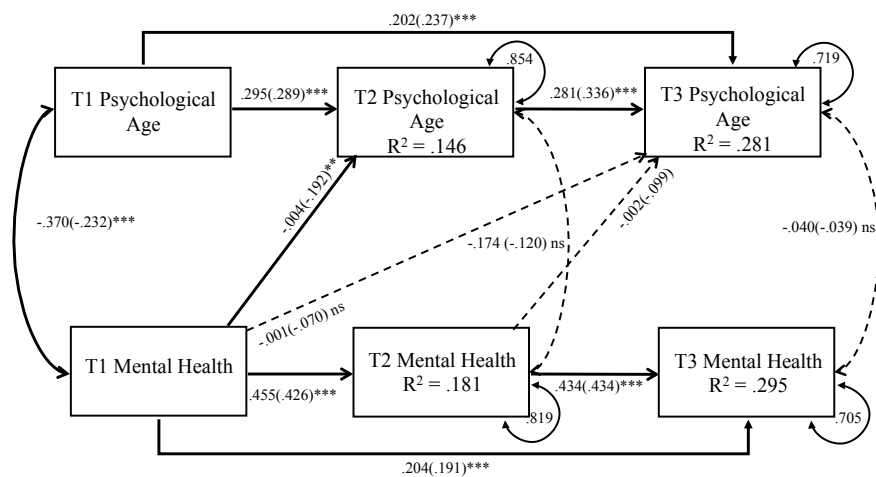 .202(.237)***
.854
.719
T1 Psychological
Age
.295(.289)***
T2 Psychological
Age
R² = .146
.281(.336)***
T3 Psychological
Age
R² = .281
-.370(-.232)***
-.004(-.192)**
-.002(-.099)
-.174 (-.120) ns
-.040(-.039) ns
-.001(-.070) ns
T1 Mental Health
.455(.426)***
T2 Mental Health
R² = .181
.434(.434)***
T3 Mental Health
R² = .295
.819
.705
.204(.191)***